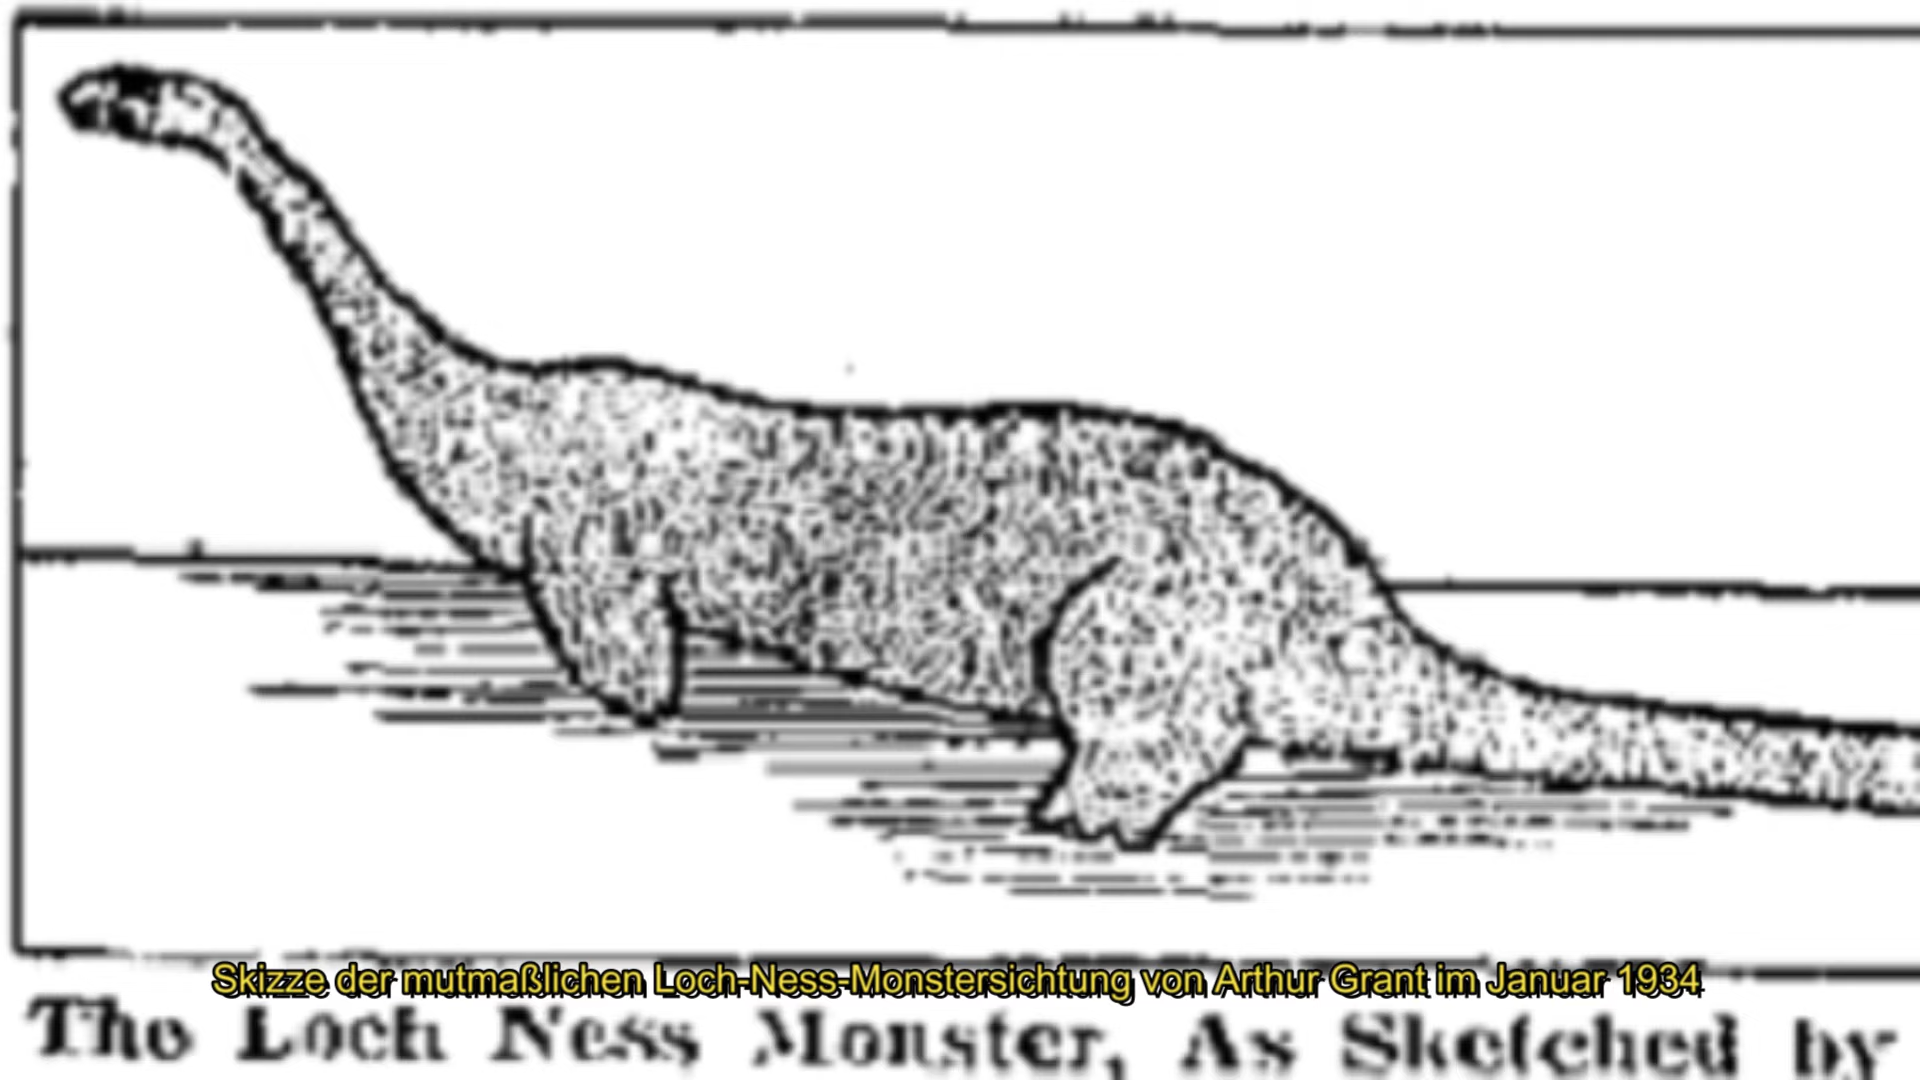 Skizze der mutmaßlichen Loch-Ness-Monstersichtung von Arthur Grant im Januar 1934
The Loch Ness Monster, As Sketched by